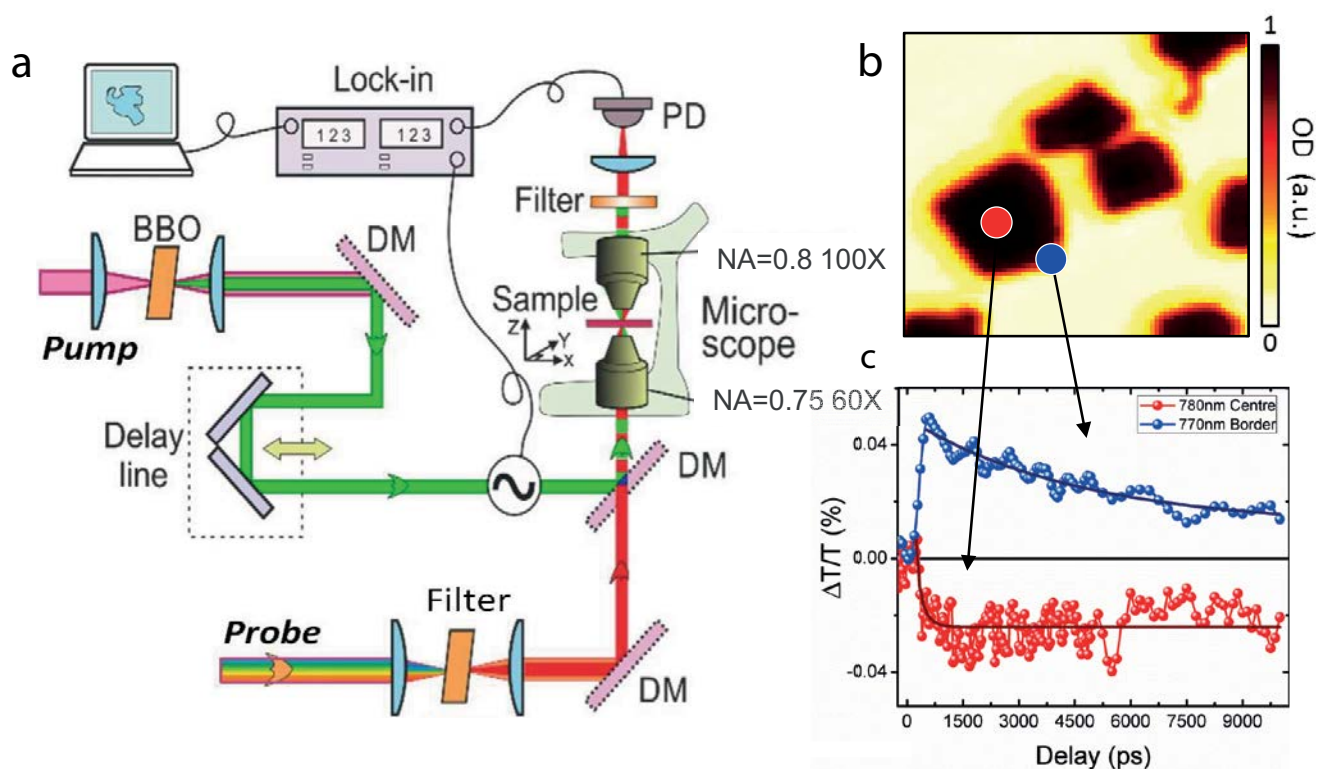 a
Lock-in
123
123
PD
Filter
BBO
DM
NA=0.8 100X
Sample
Z
Y
X
Micro-
scope
Pump
NA=0.75 60X
Delay
line
DM
Filter
Probe
DM
b
1
OD (a.u.)
0
c
780nm Centre
770nm Border
0.04
0.00
-0.04
ΔT/T (%)
0 1500 3000 4500 6000 7500 9000
Delay (ps)